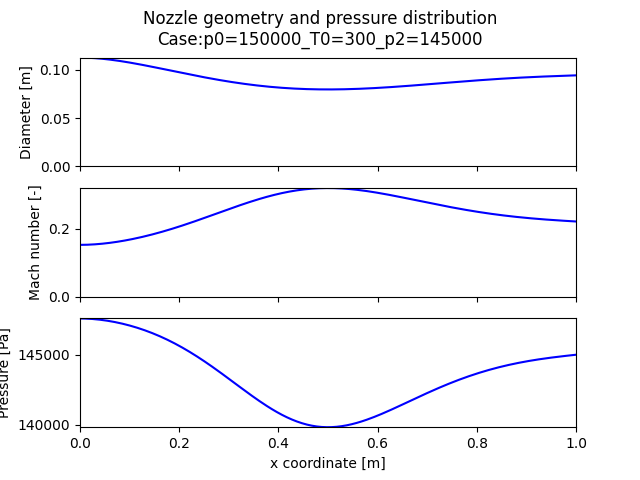 Nozzle geometry and pressure distribution
Case:p0=150000_T0=300_p2=145000
Diameter [m]
0.10
0.05
0.00
Mach number [-]
0.2
0.0
Pressure [Pa]
145000
140000
0.0 0.2 0.4 0.6 0.8 1.0
x coordinate [m]